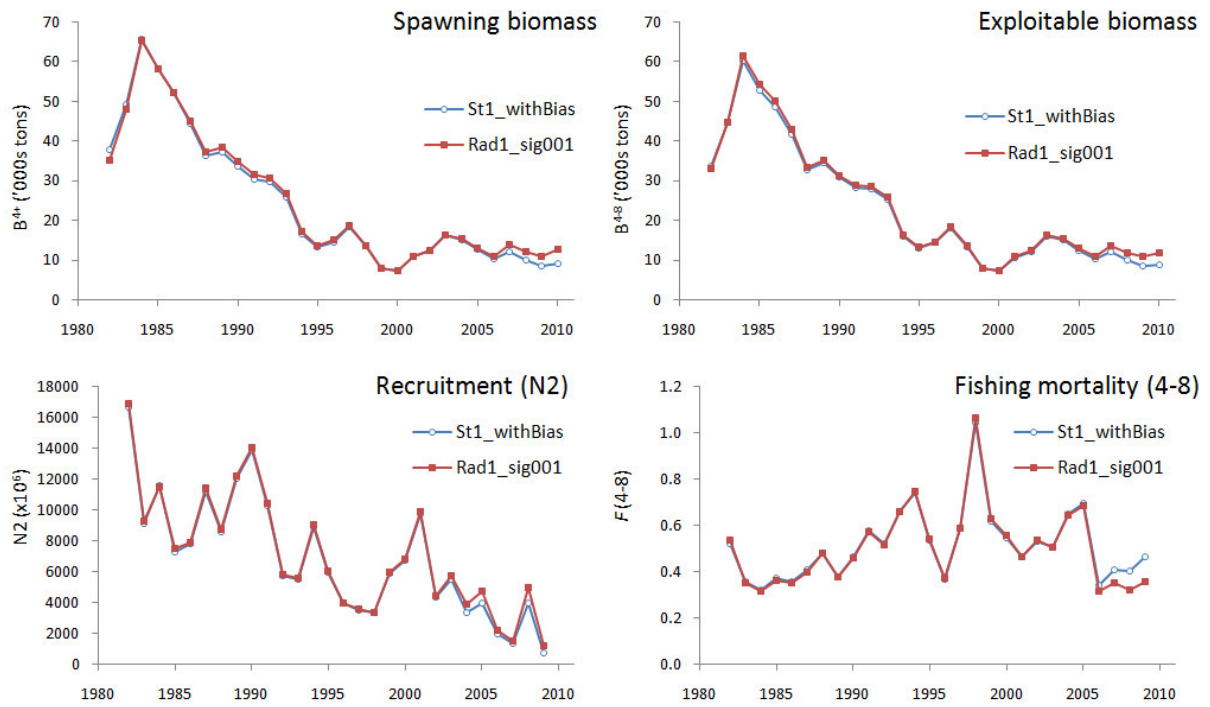 Spawning biomass
70
60
50
40
30
20
10
0
B4+ ('000s tons)
St1_withBias
Rad1_sig001
1980 1985 1990 1995 2000 2005 2010
Exploitable biomass
70
60
50
40
30
20
10
0
B4-8 ('000s tons)
St1_withBias
Rad1_sig001
1980 1985 1990 1995 2000 2005 2010
Recruitment (N2)
18000
16000
14000
12000
10000
8000
6000
4000
2000
0
N2 (x10⁶)
St1_withBias
Rad1_sig001
1980 1985 1990 1995 2000 2005 2010
Fishing mortality (4-8)
1.2
1.0
0.8
0.6
0.4
0.2
0.0
F(4-8)
St1_withBias
Rad1_sig001
1980 1985 1990 1995 2000 2005 2010